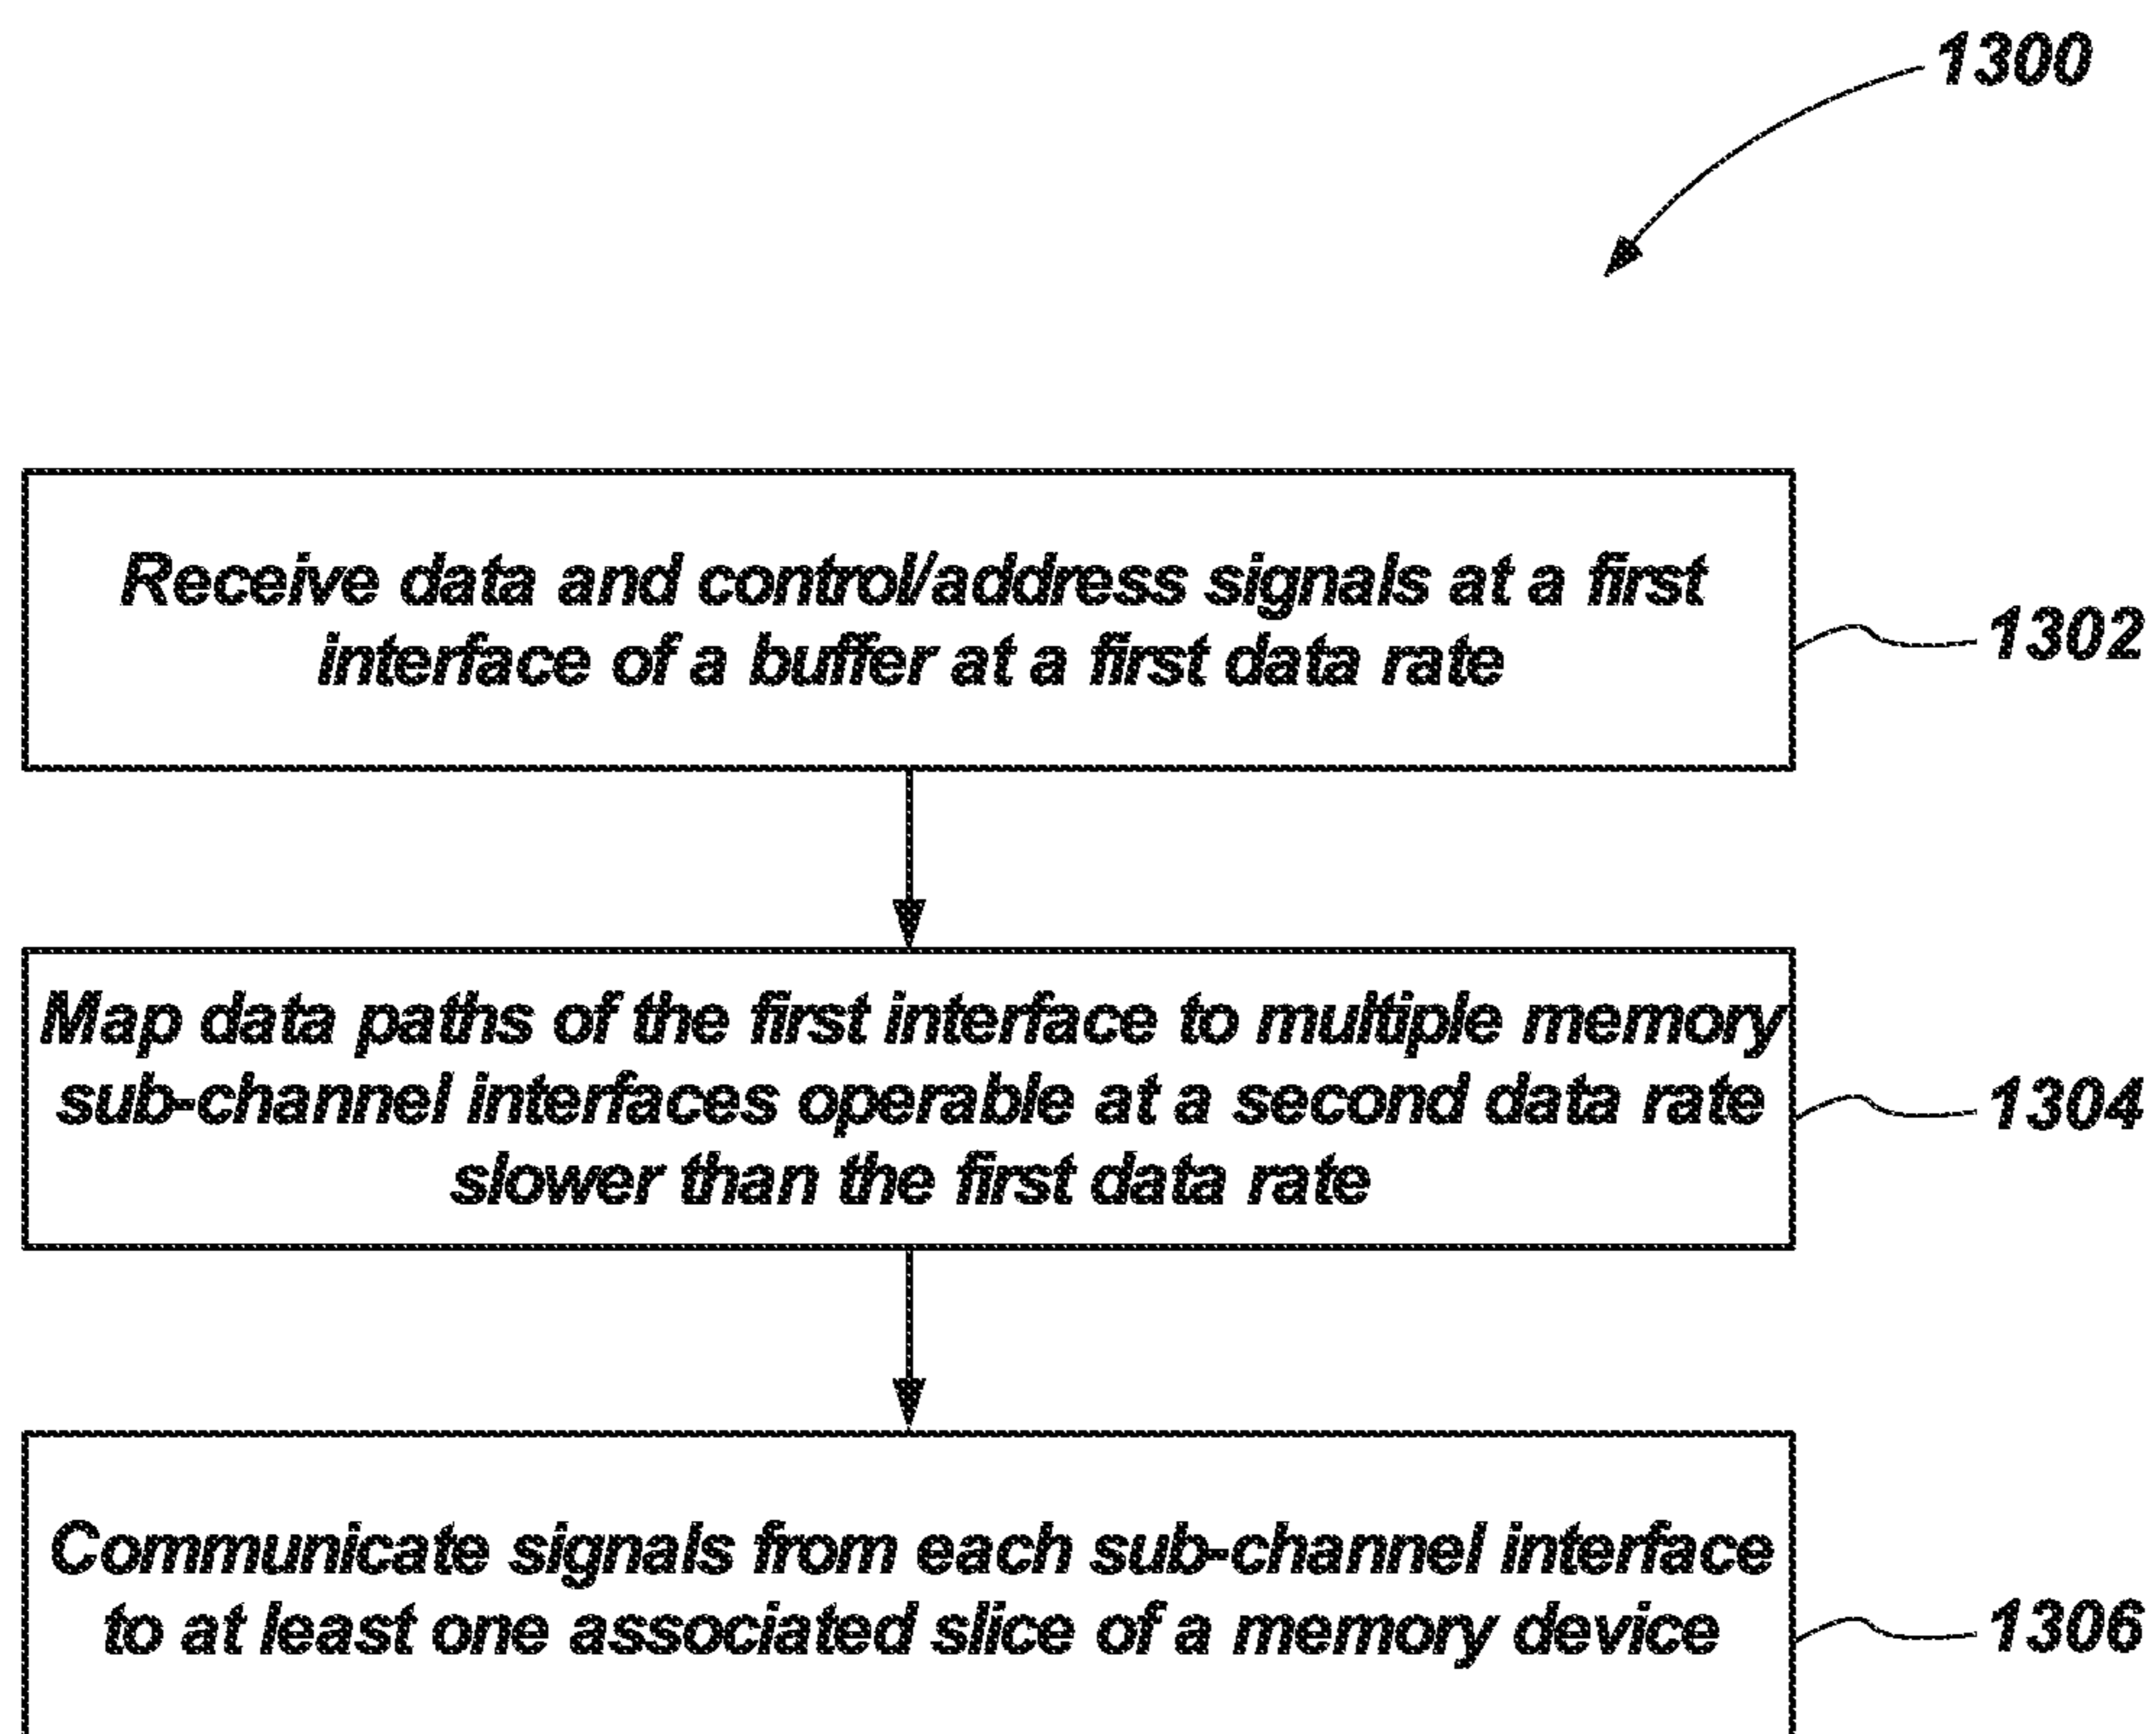 1300
Receive data and control/address signals at a first
interface of a buffer at a first data rate
1302
Map data paths of the first interface to multiple memory
sub-channel interfaces operable at a second data rate
slower than the first data rate
1304
Communicate signals from each sub-channel interface
to at least one associated slice of a memory device
1306